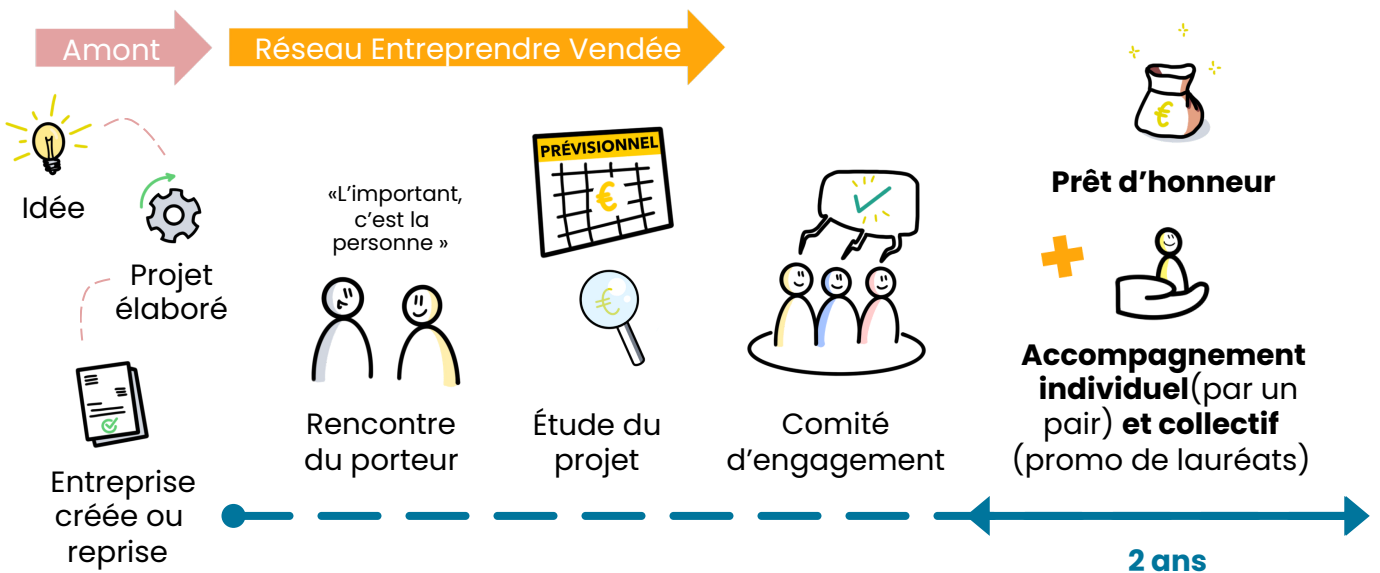 Amont
Réseau Entreprendre Vendée
Idée
Projet
élaboré
Entreprise
créée ou
reprise
«L’important,
c’est la
personne »
Rencontre
du porteur
PRÉVISIONNEL
€
€
Étude du
projet
Comité
d’engagement
€
Prêt d’honneur
Accompagnement
individuel(par un
pair) et collectif
(promo de lauréats)
2 ans